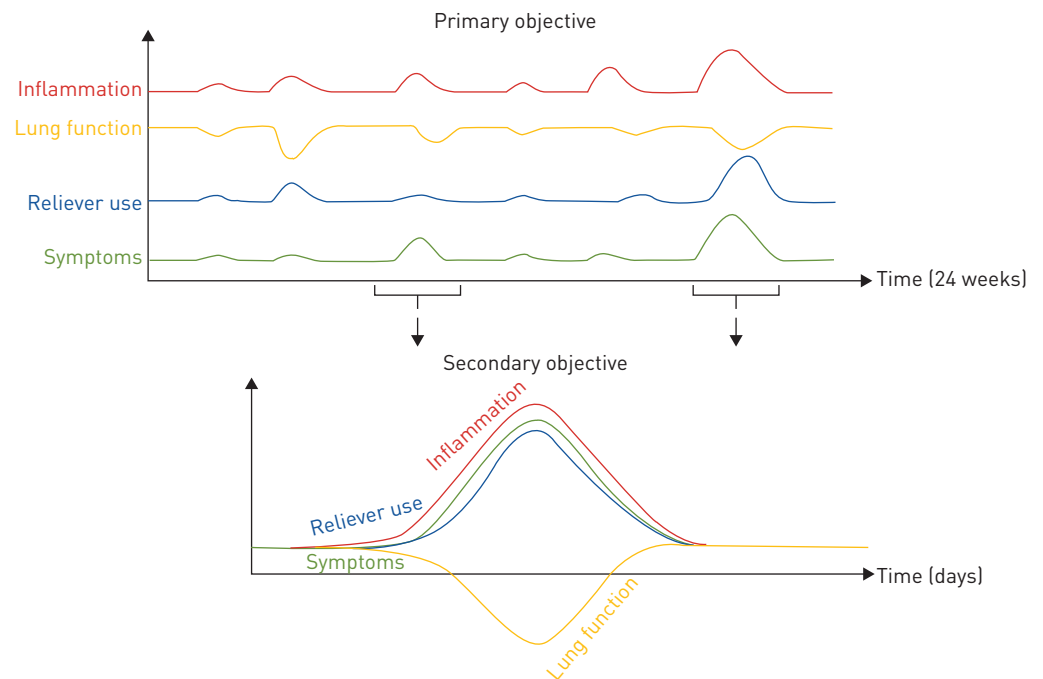 Primary objective
Inflammation
Lung function
Reliever use
Symptoms
Time (24 weeks)
Secondary objective
Inflammation
Reliever use
Symptoms
Time (days)
Lung function